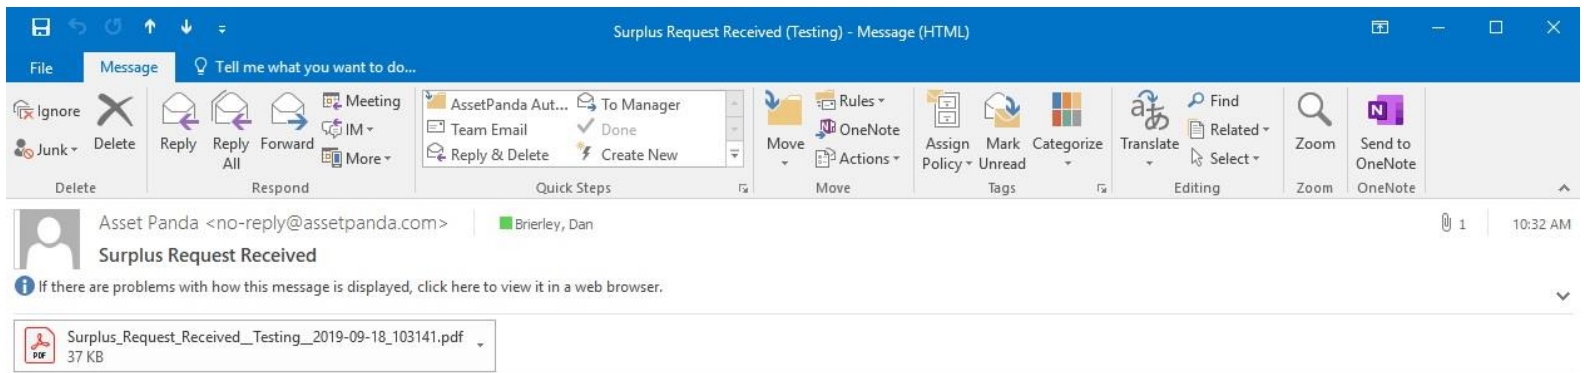 Surplus Request Received (Testing) - Message (HTML)
File Message Tell me what you want to do...
Ignore
Junk
Delete
Reply
Reply All
Forward
Meeting
IM
More
AssetPanda Aut...
Team Email
Reply & Delete
To Manager
Done
Create New
Move
Rules
OneNote
Actions
Assign Policy
Mark Unread
Categorize
Translate
Find
Related
Select
Zoom
Send to OneNote
Delete Respond Quick Steps Move Tags Editing Zoom OneNote
Asset Panda <no-reply@assetpanda.com> Brierley, Dan 1 10:32 AM
Surplus Request Received
If there are problems with how this message is displayed, click here to view it in a web browser.
PDF
Surplus_Request_Received__Testing__2019-09-18_103141.pdf
37 KB